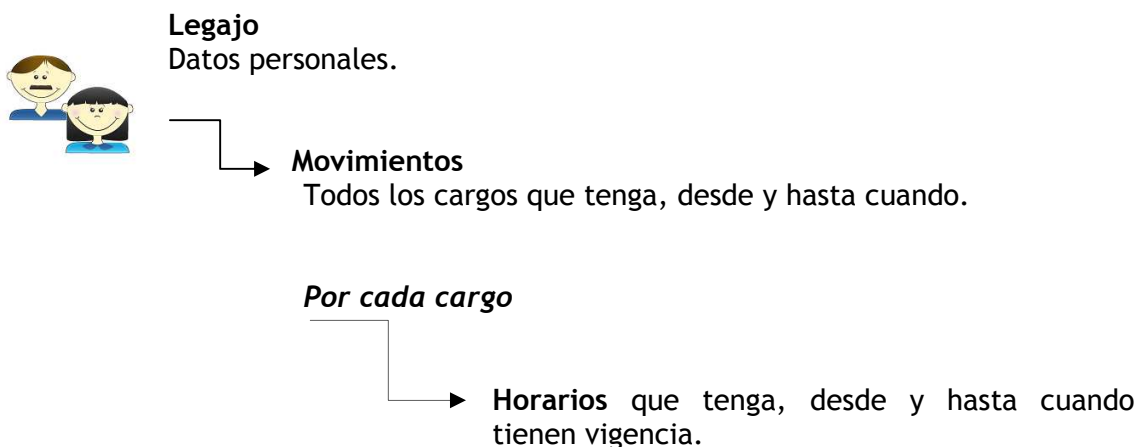 Legajo
Datos personales.
Movimientos
Todos los cargos que tenga, desde y hasta cuando.
Por cada cargo
Horarios que tenga, desde y hasta cuando
tienen vigencia.